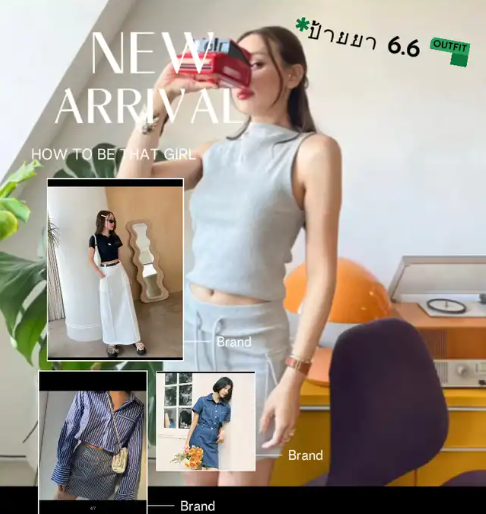 *ป้ายยา 6.6 OUTFIT
NEW
ARRIVAL
HOW TO BE THAT GIRL
Brand
Brand
Brand